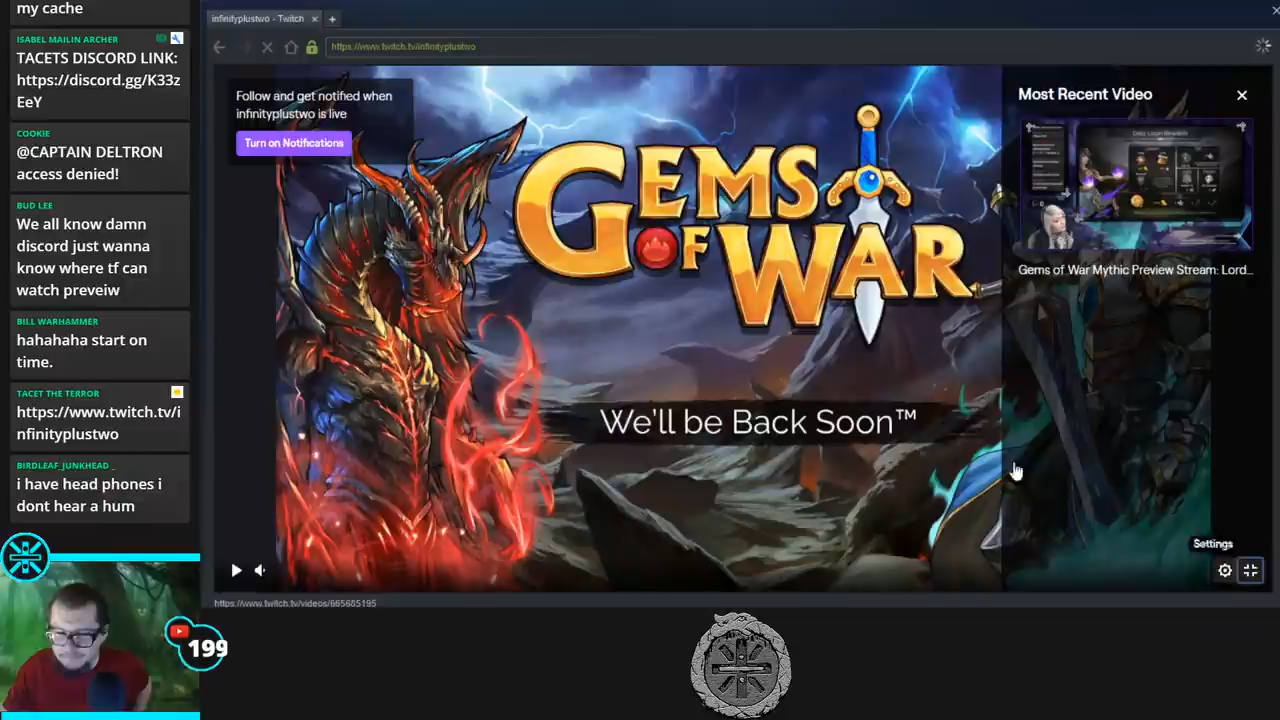 my cache
ISABEL MAILIN ARCHER
TACETS DISCORD LINK:
https://discord.gg/K33z
EeY
COOKIE
@CAPTAIN DELTRON
access denied!
BUD LEE
We all know damn
discord just wanna
know where tf can
watch preveiw
BILL WARHAMMER
hahahaha start on
time.
TACET THE TERROR
https://www.twitch.tv/i
nfinityplustwo
BIRDLEAF_JUNKHEAD _
i have head phones i
dont hear a hum
199
infinityplustwo - Twitch
https://www.twitch.tv/infinityplustwo
Follow and get notified when
infinityplustwo is live
Turn on Notifications
GEMS
OF WAR
We'll be Back Soon™
Most Recent Video
Gems of War Mythic Preview Stream: Lord...
Settings
https://www.twitch.tv/videos/665685195